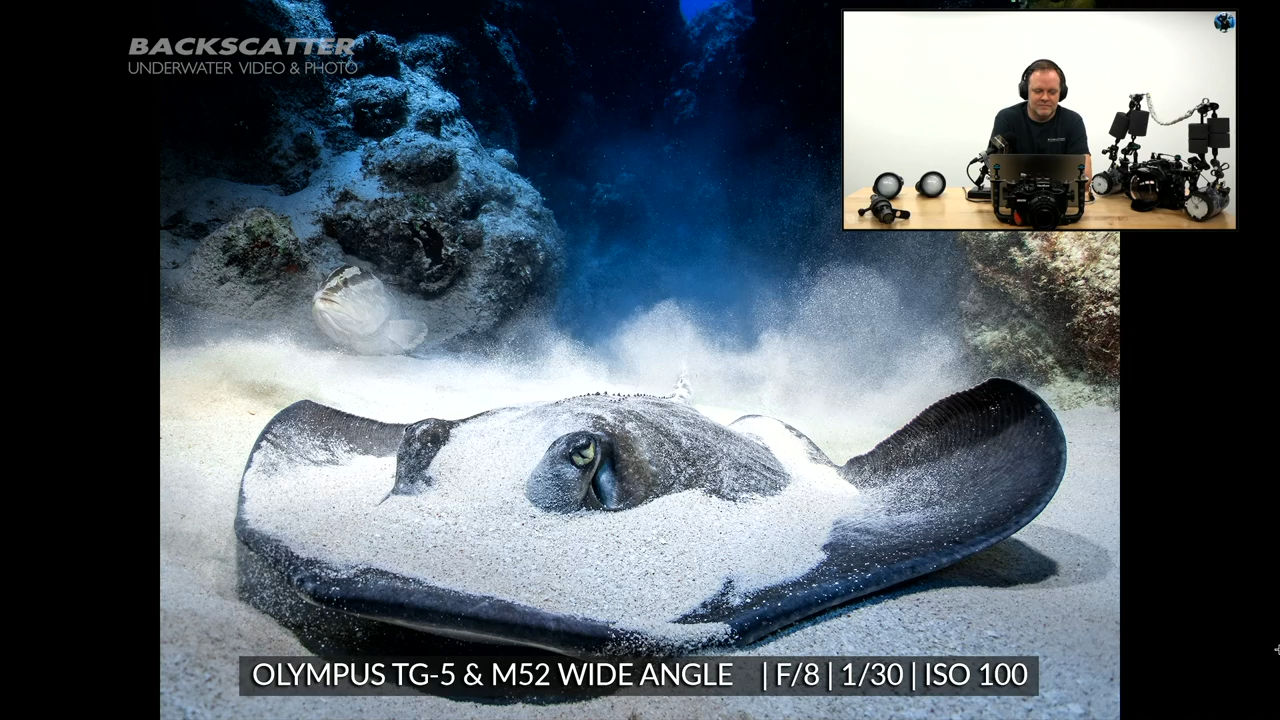 BACKSCATTER
UNDERWATER VIDEO & PHOTO
OLYMPUS TG-5 & M52 WIDE ANGLE | F/8 | 1/30 | ISO 100